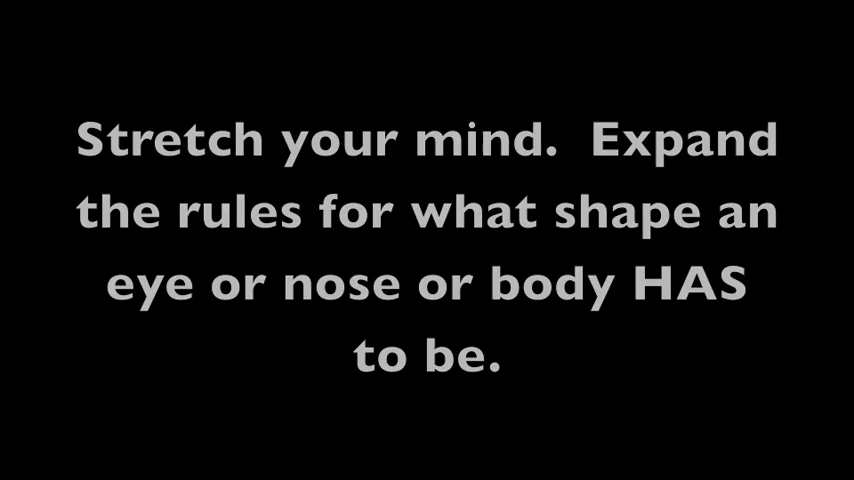 Stretch your mind.  Expand
the rules for what shape an
eye or nose or body HAS
to be.